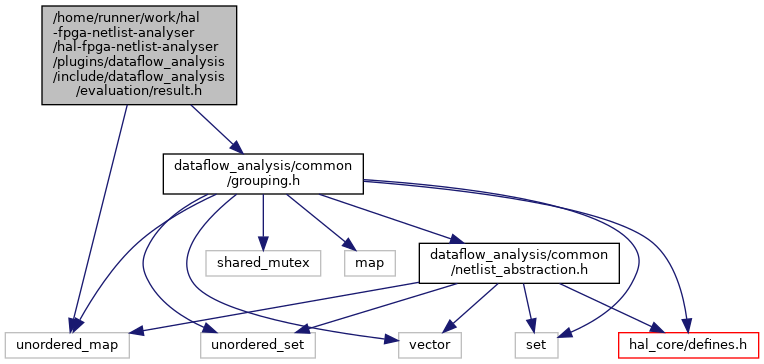 /home/runner/work/hal
-fpga-netlist-analyser
/hal-fpga-netlist-analyser
/plugins/dataflow_analysis
/include/dataflow_analysis
/evaluation/result.h
dataflow_analysis/common
/grouping.h
shared_mutex
map
dataflow_analysis/common
/netlist_abstraction.h
unordered_map
unordered_set
vector
set
hal_core/defines.h